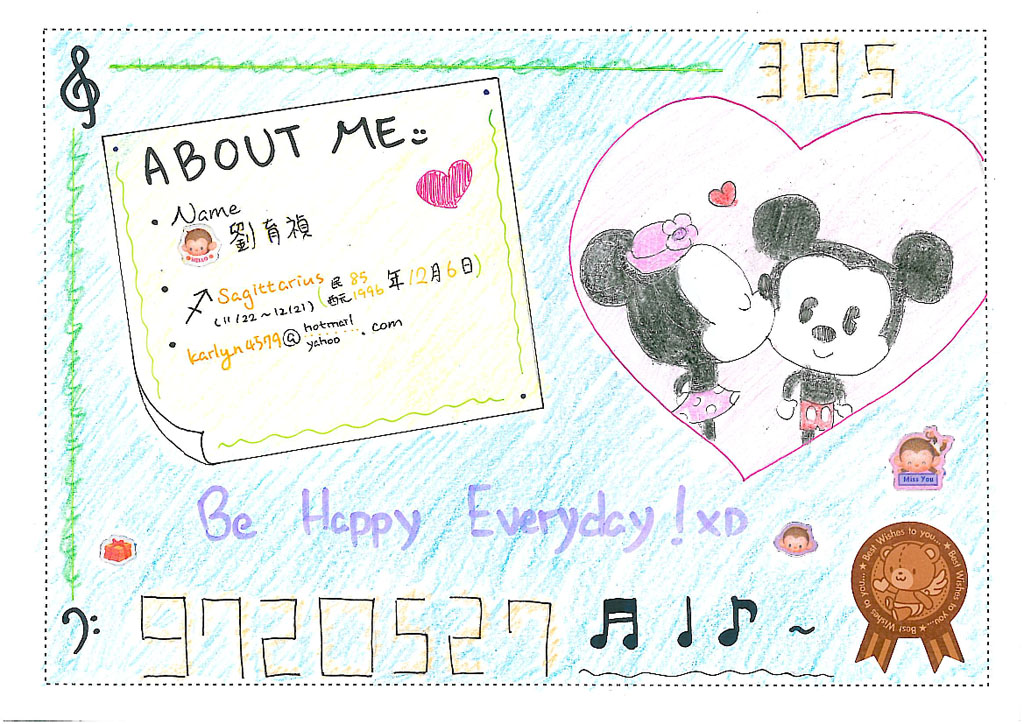 305
ABOUT ME
Name
HELLO
劉育禎
Sagittarius
(11/22~12/21)
(民85
西元1996 年12月6日)
karlyn4579@hotmail
yahoo .com
Miss You
Be Happy Everyday! XD
Best Wishes to you... ★ Best Wishes to you... ★ Best Wishes to you... ★
9720527
~